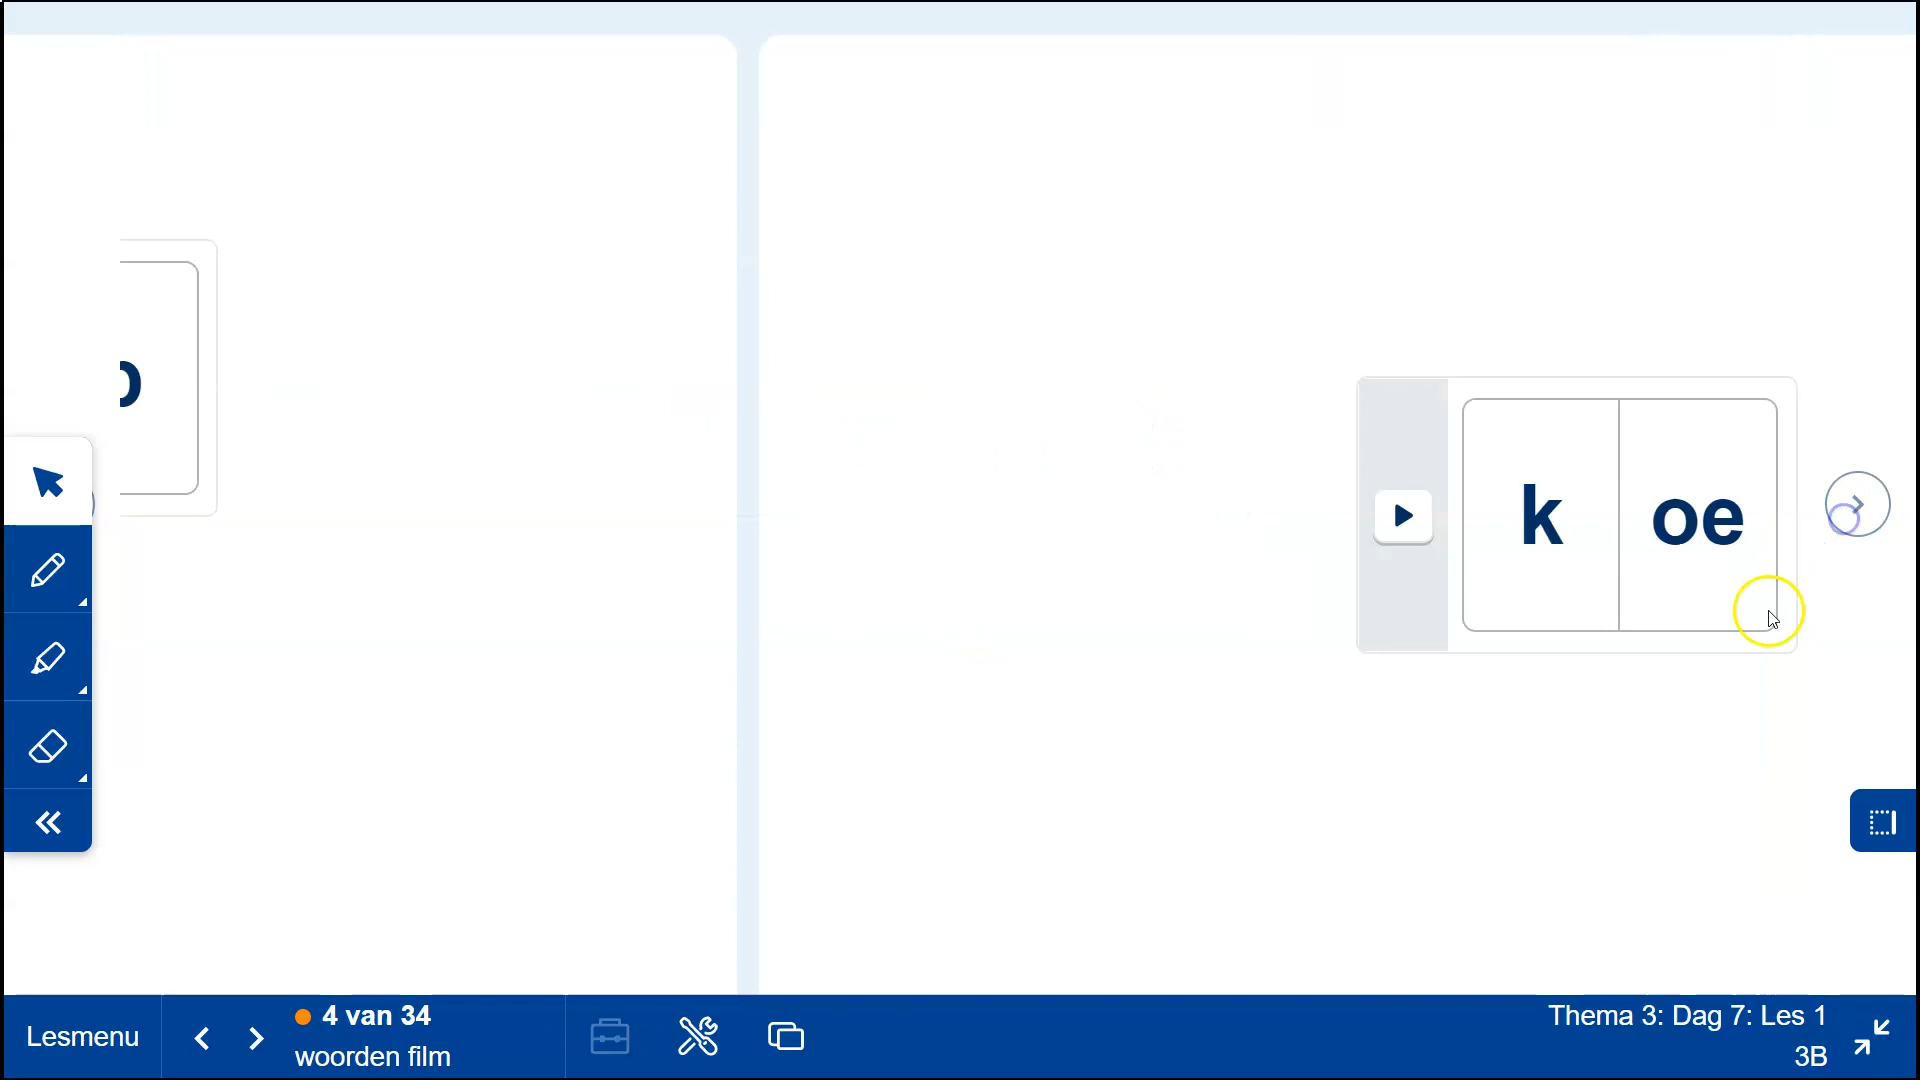 k oe
Lesmenu
4 van 34
woorden film
Thema 3: Dag 7: Les 1
3B